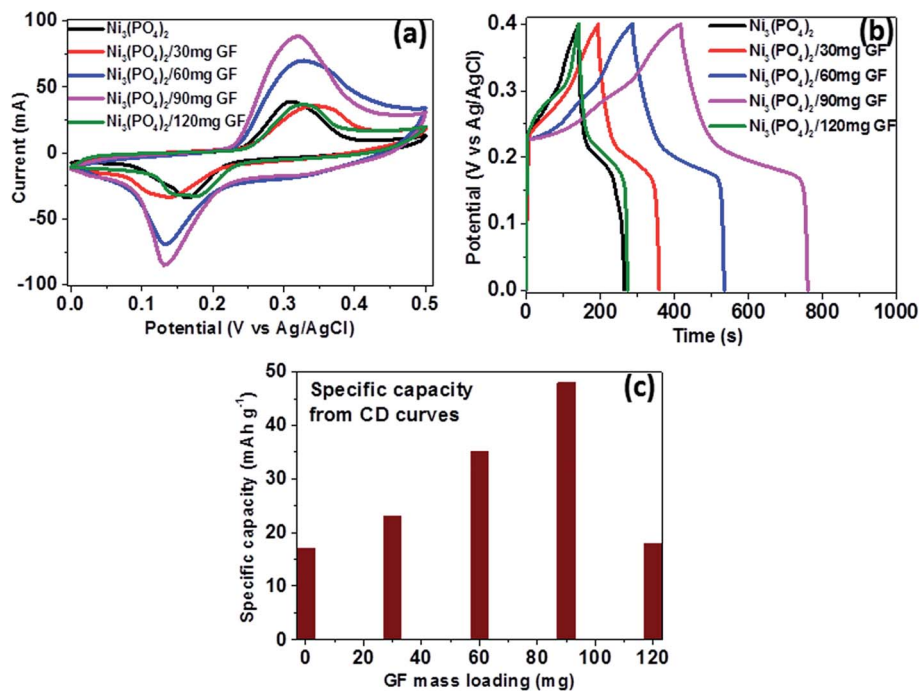 (a)
Ni₃(PO₄)₂
Ni₃(PO₄)₂/30mg GF
Ni₃(PO₄)₂/60mg GF
Ni₃(PO₄)₂/90mg GF
Ni₃(PO₄)₂/120mg GF
Current (mA)
100
50
0
-50
-100
0.0 0.1 0.2 0.3 0.4 0.5
Potential (V vs Ag/AgCl)
(b)
Ni₃(PO₄)₂
Ni₃(PO₄)₂/30mg GF
Ni₃(PO₄)₂/60mg GF
Ni₃(PO₄)₂/90mg GF
Ni₃(PO₄)₂/120mg GF
Potential (V vs Ag/AgCl)
0.4
0.3
0.2
0.1
0.0
0 200 400 600 800 1000
Time (s)
(c)
Specific capacity
from CD curves
Specific capacity (mAh g⁻¹)
50
40
30
20
10
0
0 20 40 60 80 100 120
GF mass loading (mg)